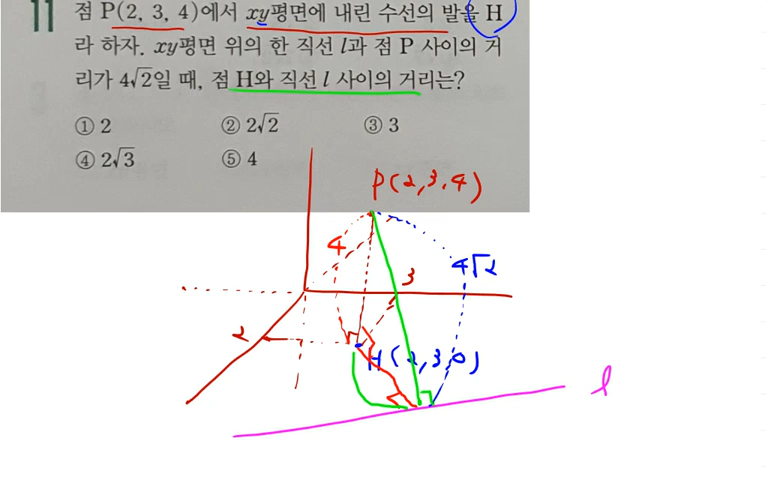 11 점 P(2, 3, 4)에서 xy평면에 내린 수선의 발을 H
라 하자. xy평면 위의 한 직선 l과 점 P 사이의 거
리가 4√2일 때, 점 H와 직선 l 사이의 거리는?
① 2 ② 2√2 ③ 3
④ 2√3 ⑤ 4
P(2,3,4)
4
4√2
3
2
H(2,3,0)
l